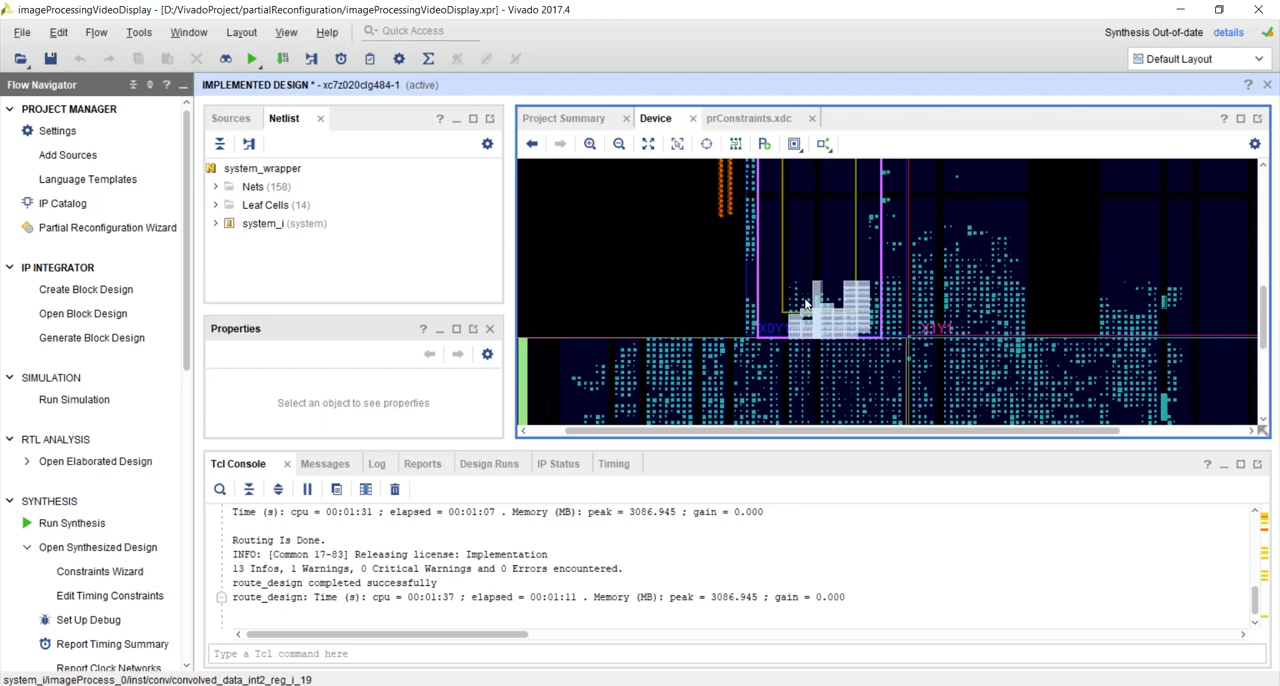 imageProcessingVideoDisplay - [D:/VivadoProject/partialReconfiguration/imageProcessingVideoDisplay.xpr] - Vivado 2017.4
File Edit Flow Tools Window Layout View Help Quick Access
Synthesis Out-of-date details
Default Layout
Flow Navigator
IMPLEMENTED DESIGN * - xc7z020clg484-1 (active)
PROJECT MANAGER
Settings
Add Sources
Language Templates
IP Catalog
Partial Reconfiguration Wizard
IP INTEGRATOR
Create Block Design
Open Block Design
Generate Block Design
SIMULATION
Run Simulation
RTL ANALYSIS
Open Elaborated Design
SYNTHESIS
Run Synthesis
Open Synthesized Design
Constraints Wizard
Edit Timing Constraints
Set Up Debug
Report Timing Summary
Report Clock Networks
Sources Netlist
system_wrapper
Nets (158)
Leaf Cells (14)
system_i (system)
Properties
Select an object to see properties
Project Summary Device prConstraints.xdc
X1Y1
Tcl Console Messages Log Reports Design Runs IP Status Timing
Time (s): cpu = 00:01:31 ; elapsed = 00:01:07 . Memory (MB): peak = 3086.945 ; gain = 0.000
Routing Is Done.
INFO: [Common 17-83] Releasing license: Implementation
13 Infos, 1 Warnings, 0 Critical Warnings and 0 Errors encountered.
route_design completed successfully
route_design: Time (s): cpu = 00:01:37 ; elapsed = 00:01:11 . Memory (MB): peak = 3086.945 ; gain = 0.000
Type a Tcl command here
system_i/imageProcess_0/inst/conv/convolved_data_int2_reg_i_19